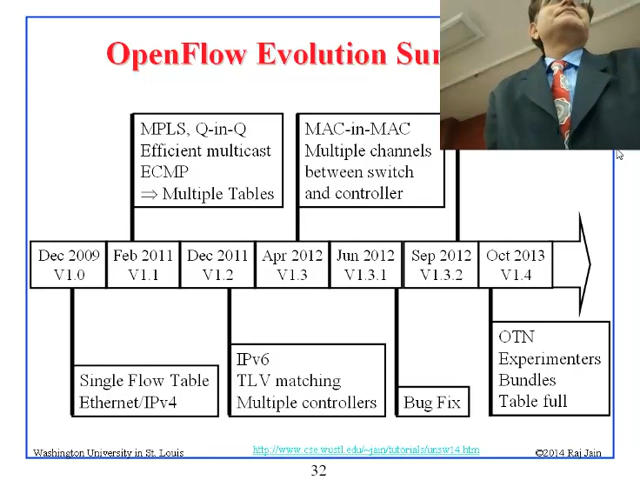 OpenFlow Evolution
MPLS, Q-in-Q
Efficient multicast
ECMP
⇒ Multiple Tables
MAC-in-MAC
Multiple channels
between switch
and controller
Dec 2009
V1.0
Feb 2011
V1.1
Dec 2011
V1.2
Apr 2012
V1.3
Jun 2012
V1.3.1
Sep 2012
V1.3.2
Oct 2013
V1.4
Single Flow Table
Ethernet/IPv4
IPv6
TLV matching
Multiple controllers
Bug Fix
OTN
Experimenters
Bundles
Table full
Washington University in St. Louis
http://www.cse.wustl.edu/~jain/tutorials/unsw14.htm
©2014 Raj Jain
32